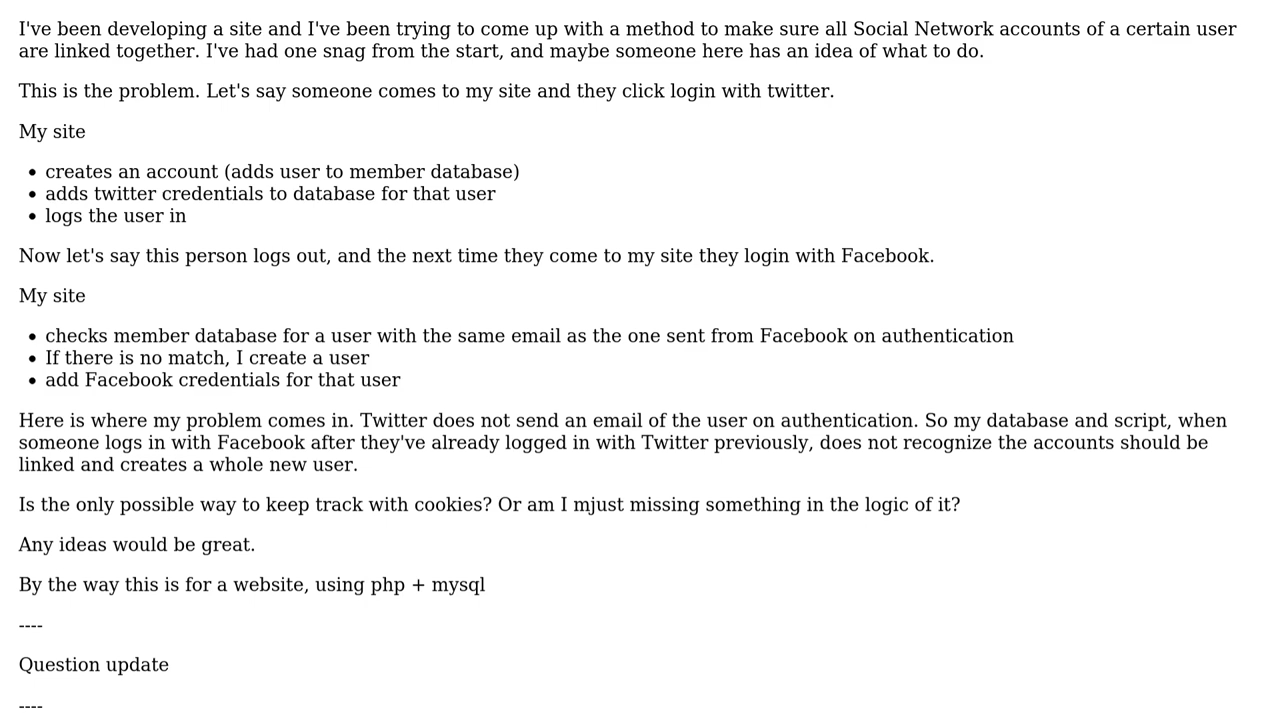 I've been developing a site and I've been trying to come up with a method to make sure all Social Network accounts of a certain user
are linked together. I've had one snag from the start, and maybe someone here has an idea of what to do.
This is the problem. Let's say someone comes to my site and they click login with twitter.
My site
• creates an account (adds user to member database)
• adds twitter credentials to database for that user
• logs the user in
Now let's say this person logs out, and the next time they come to my site they login with Facebook.
My site
• checks member database for a user with the same email as the one sent from Facebook on authentication
• If there is no match, I create a user
• add Facebook credentials for that user
Here is where my problem comes in. Twitter does not send an email of the user on authentication. So my database and script, when
someone logs in with Facebook after they've already logged in with Twitter previously, does not recognize the accounts should be
linked and creates a whole new user.
Is the only possible way to keep track with cookies? Or am I mjust missing something in the logic of it?
Any ideas would be great.
By the way this is for a website, using php + mysql
----
Question update
----